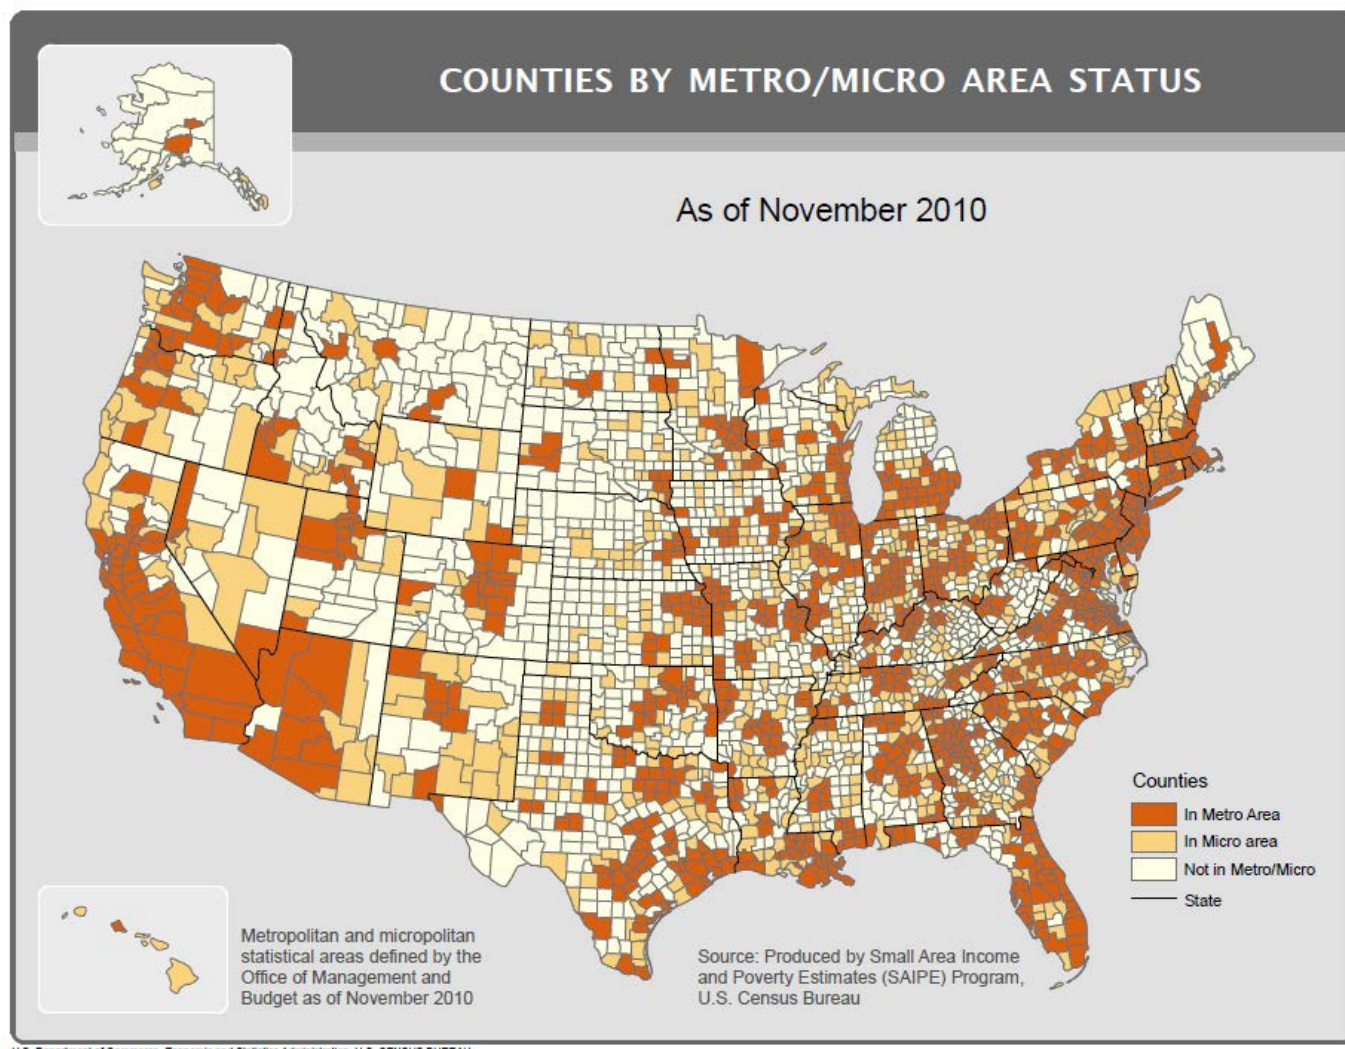 COUNTIES BY METRO/MICRO AREA STATUS
As of November 2010
Counties
In Metro Area
In Micro area
Not in Metro/Micro
State
Metropolitan and micropolitan
statistical areas defined by the
Office of Management and
Budget as of November 2010
Source: Produced by Small Area Income
and Poverty Estimates (SAIPE) Program,
U.S. Census Bureau